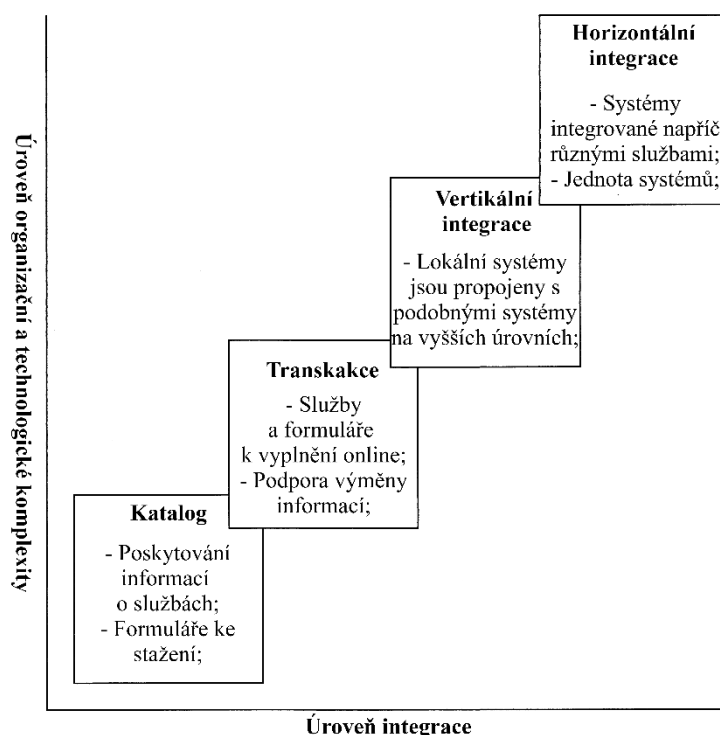 Horizontální
integrace
- Systémy
integrované napříč
různými službami;
- Jednota systémů;
Vertikální
integrace
- Lokální systémy
jsou propojeny s
podobnými systémy
na vyšších úrovních;
Transkakce
- Služby
a formuláře
k vyplnění online;
- Podpora výměny
informací;
Katalog
- Poskytování
informací
o službách;
- Formuláře ke
stažení;
Úroveň organizační a technologické komplexity
Úroveň integrace